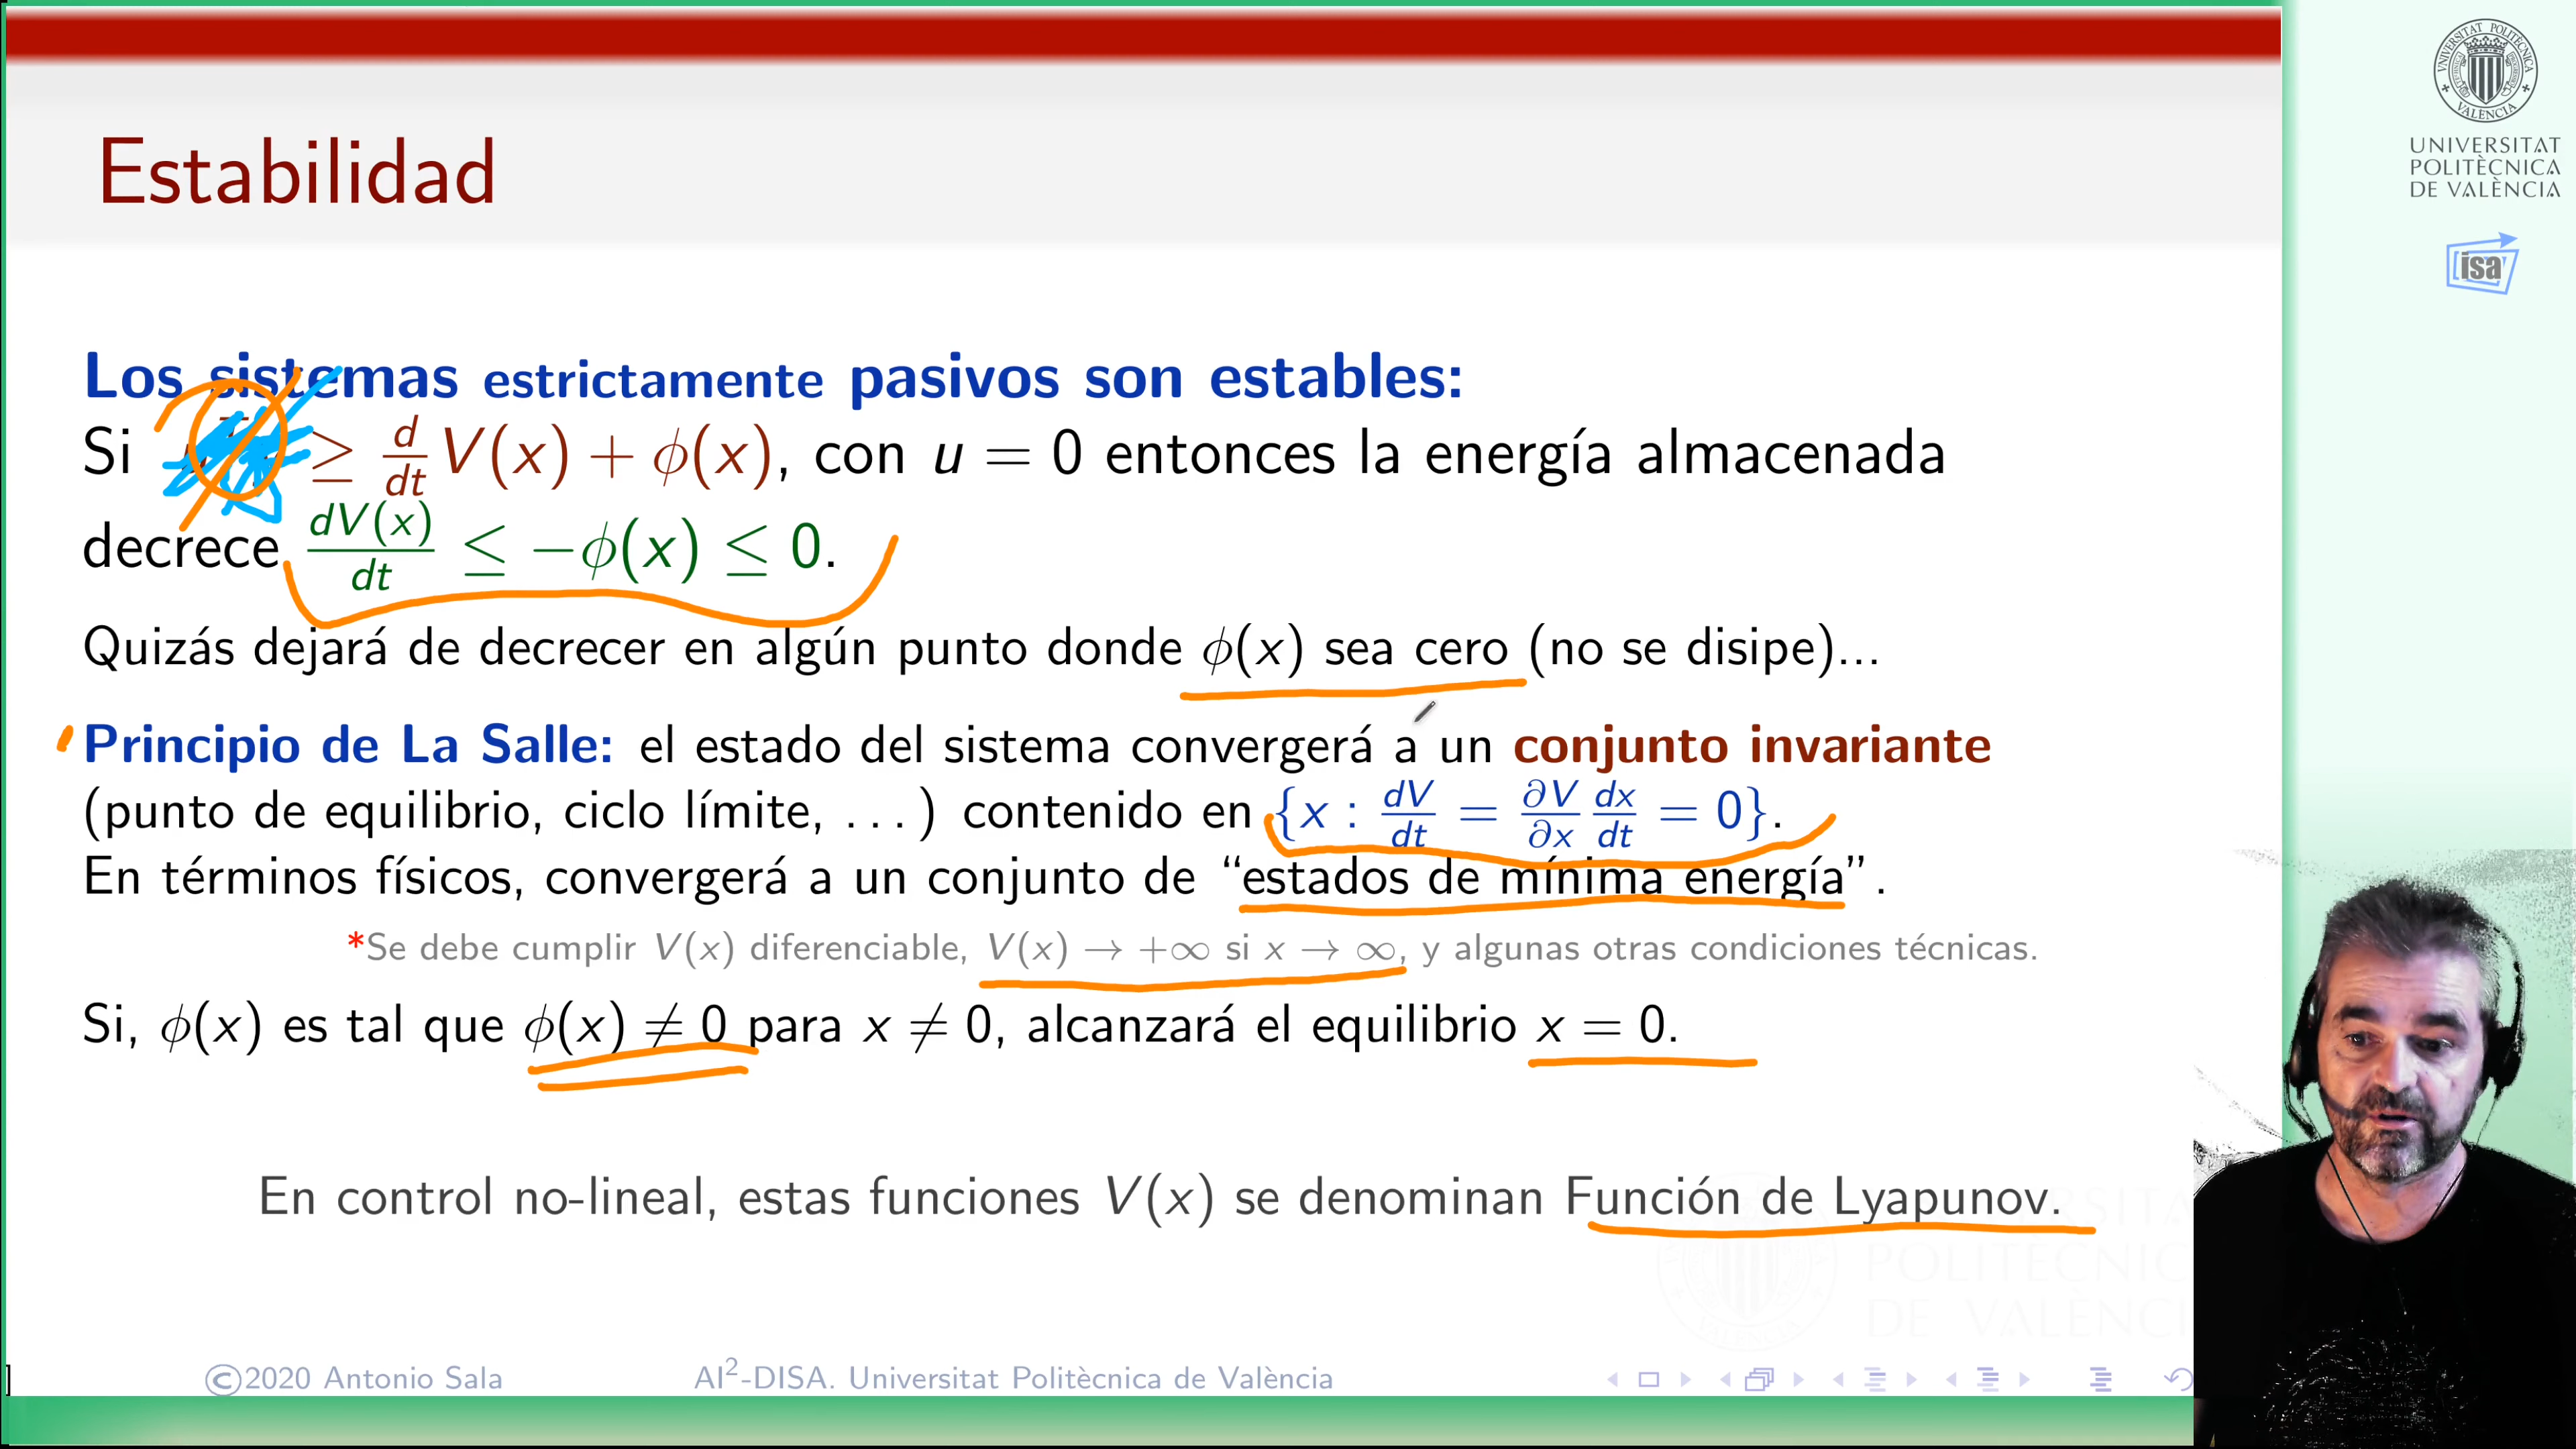 Estabilidad
Los sistemas estrictamente pasivos son estables:
Si ≥ d/dt V(x) + ϕ(x), con u = 0 entonces la energía almacenada
decrece dV(x)/dt ≤ −ϕ(x) ≤ 0.
Quizás dejará de decrecer en algún punto donde ϕ(x) sea cero (no se disipe)...
Principio de La Salle: el estado del sistema convergerá a un conjunto invariante
(punto de equilibrio, ciclo límite, ...) contenido en {x : dV/dt = ∂V/∂x dx/dt = 0}.
En términos físicos, convergerá a un conjunto de “estados de mínima energía”.
*Se debe cumplir V(x) diferenciable, V(x) → +∞ si x → ∞, y algunas otras condiciones técnicas.
Si, ϕ(x) es tal que ϕ(x) ≠ 0 para x ≠ 0, alcanzará el equilibrio x = 0.
En control no-lineal, estas funciones V(x) se denominan Función de Lyapunov.
©2020 Antonio Sala
AI²-DISA. Universitat Politècnica de València
UNIVERSITAT
POLITÈCNICA
DE VALÈNCIA
isa